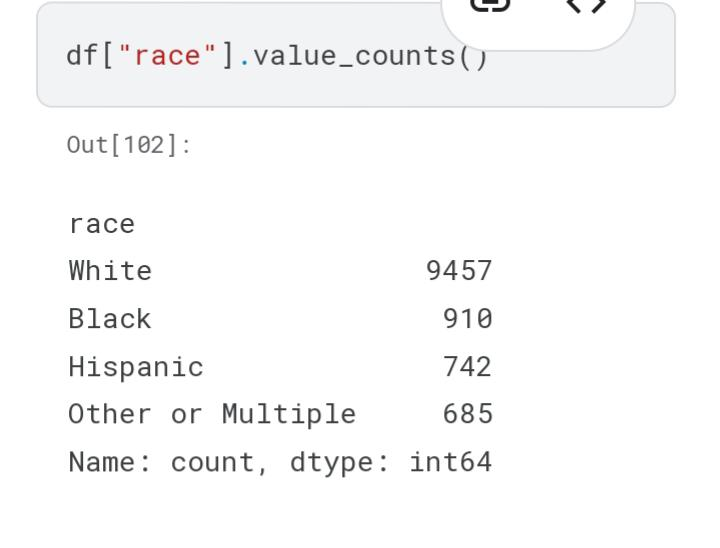 df["race"].value_counts()
Out[102]:
race
White 9457
Black 910
Hispanic 742
Other or Multiple 685
Name: count, dtype: int64